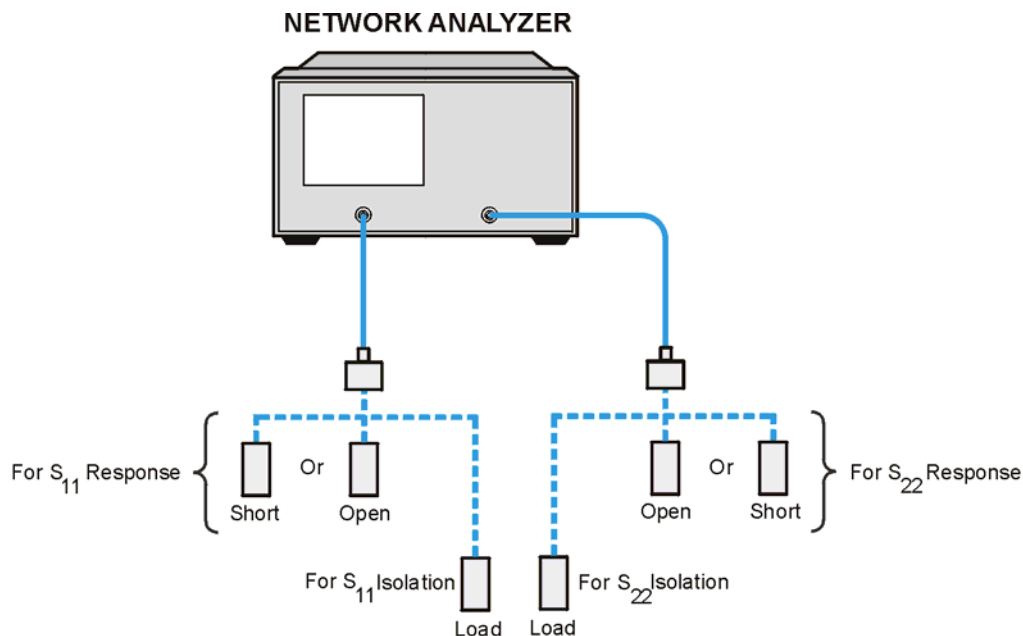 NETWORK ANALYZER
For S11 Response
Short
Or
Open
Open
Or
Short
For S22 Response
For S11 Isolation
Load
For S22 Isolation
Load